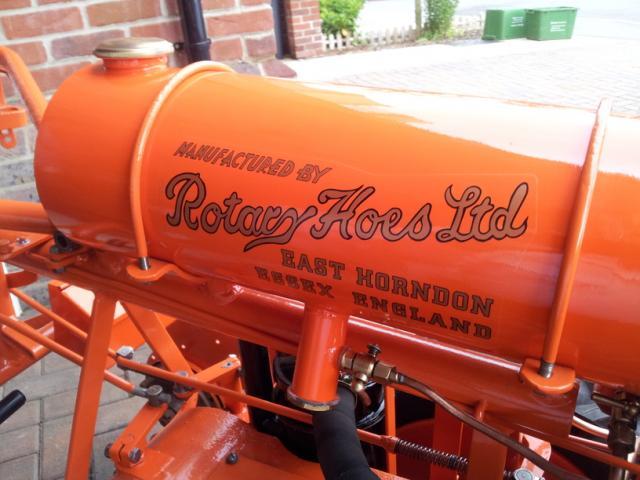 MANUFACTURED BY
Rotary Hoes Ltd
EAST HORNDON
ESSEX ENGLAND